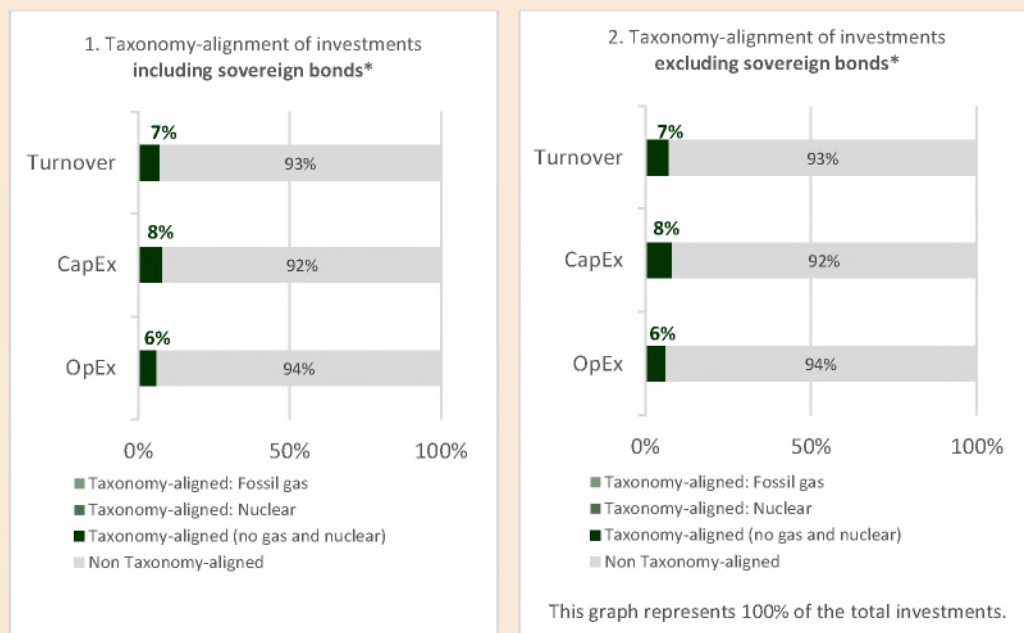 1. Taxonomy-alignment of investments
including sovereign bonds*
7%
Turnover
93%
8%
CapEx
92%
6%
OpEx
94%
0%
50%
100%
Taxonomy-aligned: Fossil gas
Taxonomy-aligned: Nuclear
Taxonomy-aligned (no gas and nuclear)
Non Taxonomy-aligned
2. Taxonomy-alignment of investments
excluding sovereign bonds*
7%
Turnover
93%
8%
CapEx
92%
6%
OpEx
94%
0%
50%
100%
Taxonomy-aligned: Fossil gas
Taxonomy-aligned: Nuclear
Taxonomy-aligned (no gas and nuclear)
Non Taxonomy-aligned
This graph represents 100% of the total investments.